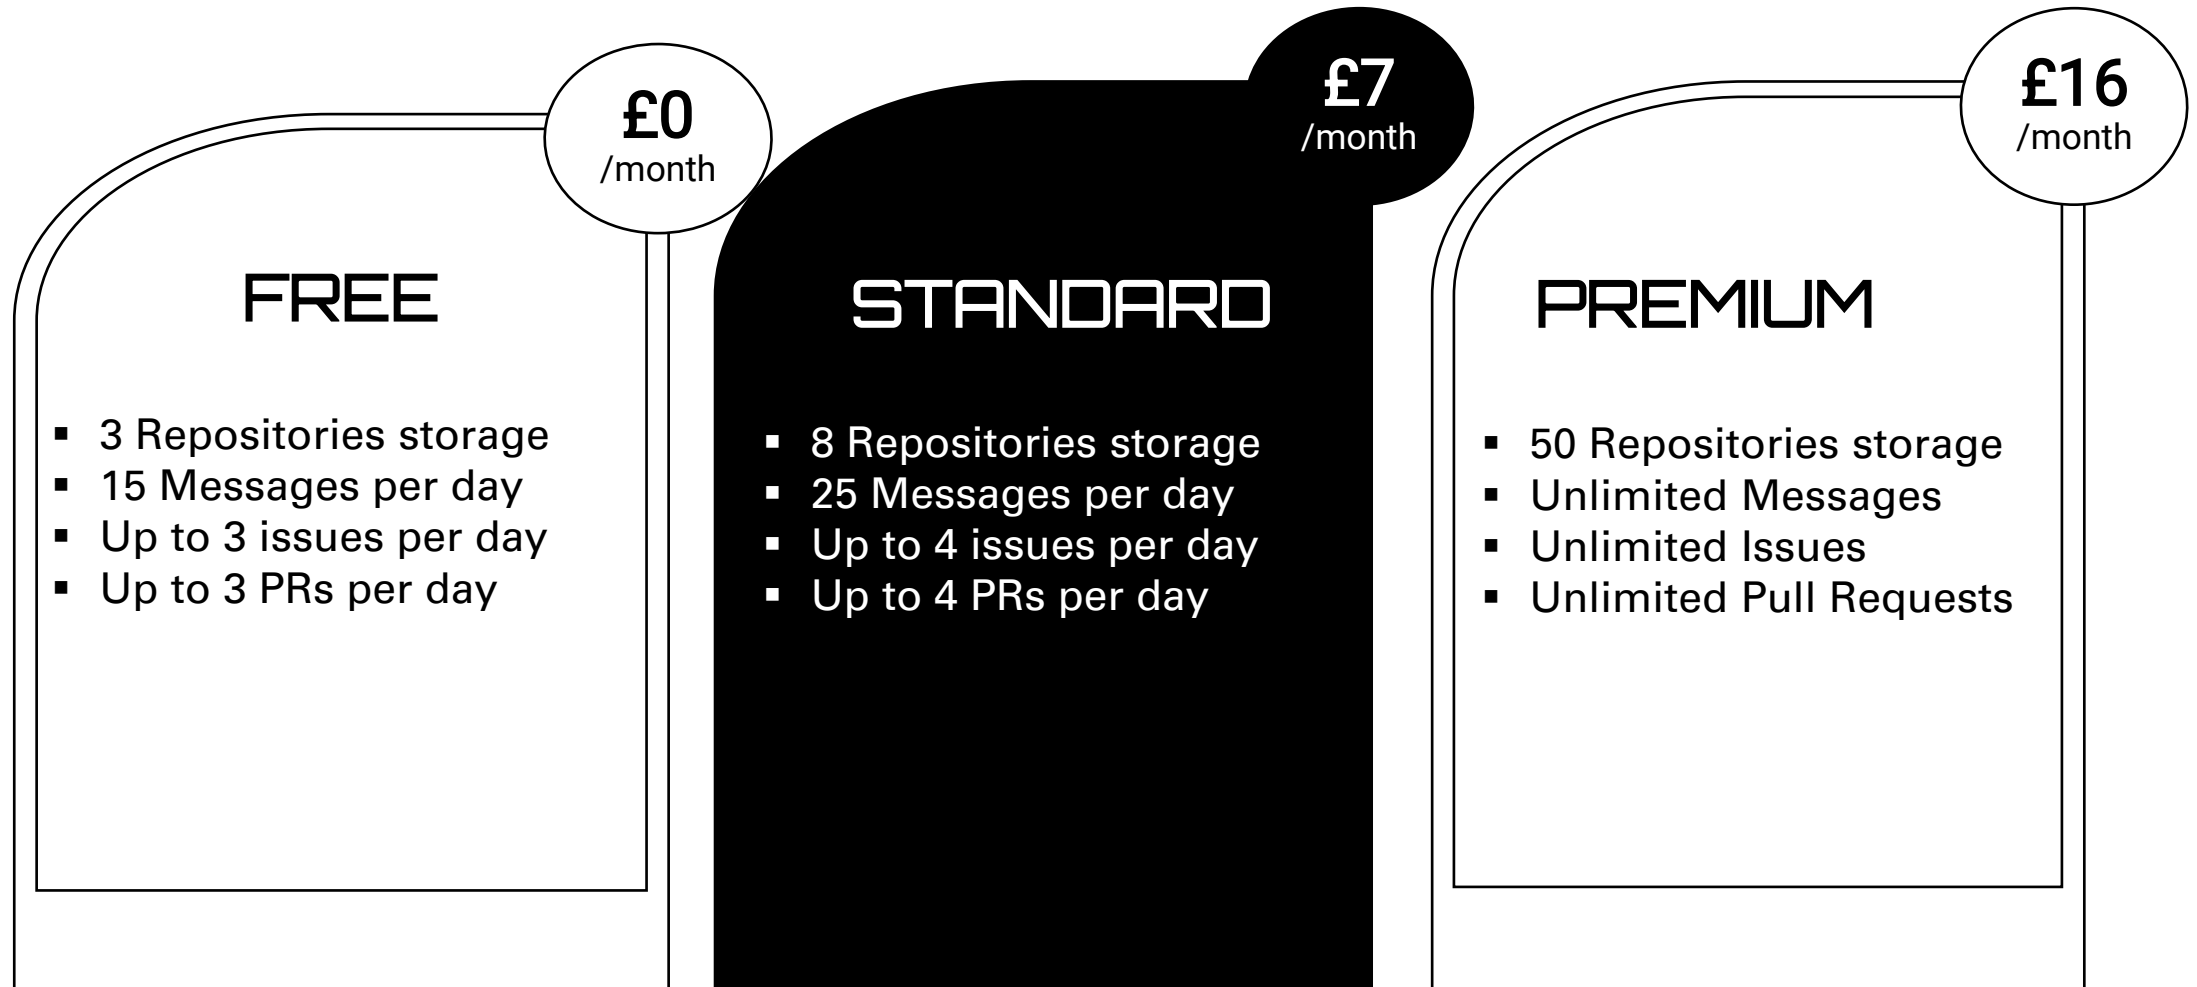 £0
/month
FREE
▪ 3 Repositories storage
▪ 15 Messages per day
▪ Up to 3 issues per day
▪ Up to 3 PRs per day
£7
/month
STANDARD
▪ 8 Repositories storage
▪ 25 Messages per day
▪ Up to 4 issues per day
▪ Up to 4 PRs per day
£16
/month
PREMIUM
▪ 50 Repositories storage
▪ Unlimited Messages
▪ Unlimited Issues
▪ Unlimited Pull Requests